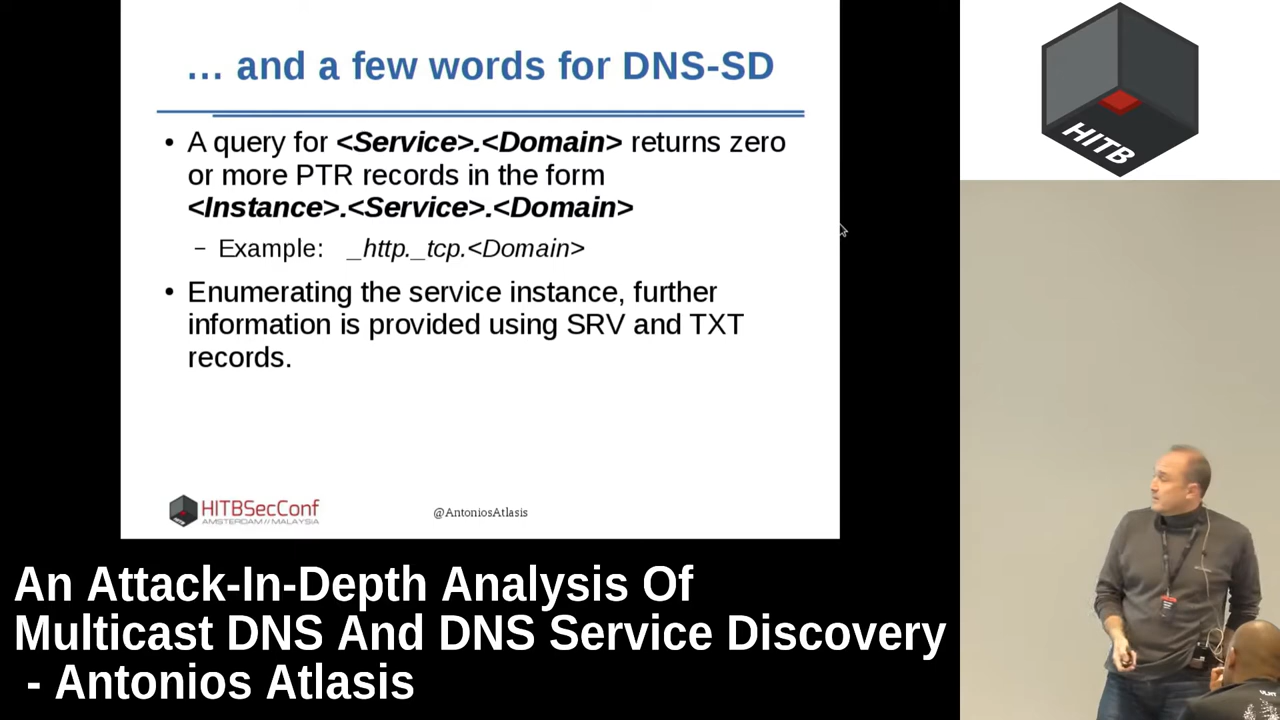 … and a few words for DNS-SD
• A query for <Service>.<Domain> returns zero
or more PTR records in the form
<Instance>.<Service>.<Domain>
– Example: _http._tcp.<Domain>
• Enumerating the service instance, further
information is provided using SRV and TXT
records.
HITBSecConf
AMSTERDAM // MALAYSIA
@AntoniosAtlasis
HITB
An Attack-In-Depth Analysis Of
Multicast DNS And DNS Service Discovery
- Antonios Atlasis